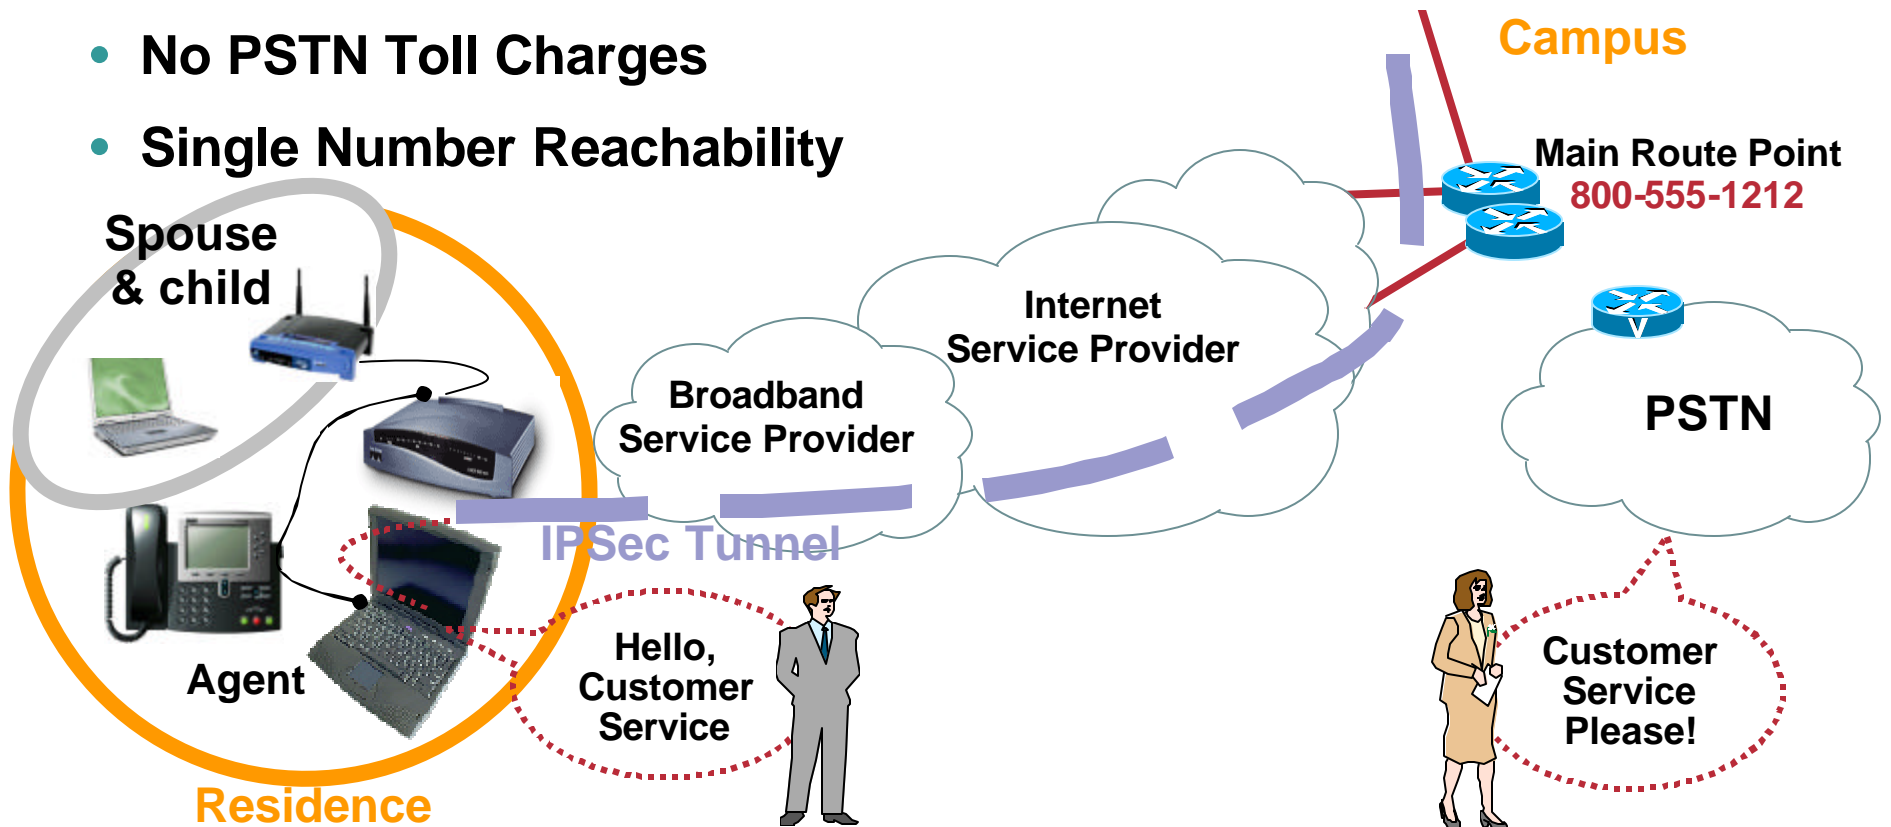 No PSTN Toll Charges
Single Number Reachability
Campus
Main Route Point
800-555-1212
Spouse
& child
Internet
Service Provider
Broadband
Service Provider
PSTN
V
IPSec Tunnel
Agent
Hello,
Customer
Service
Customer
Service
Please!
Residence